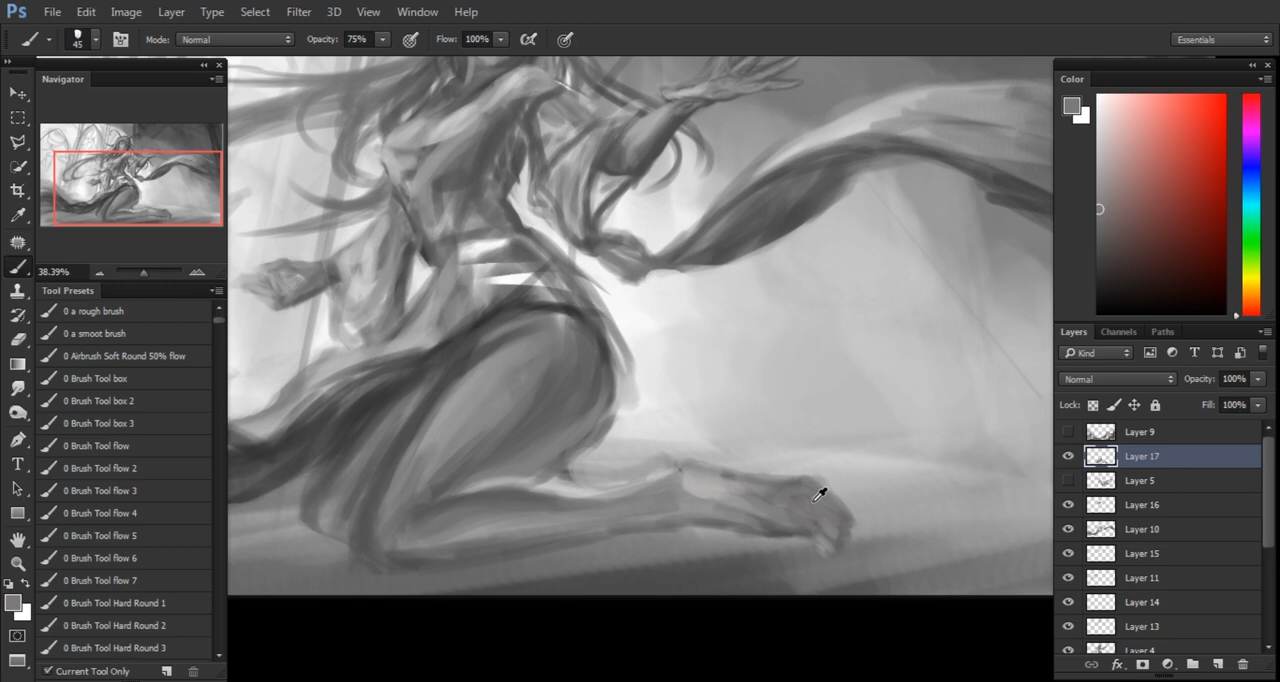 Ps File Edit Image Layer Type Select Filter 3D View Window Help
45 Mode: Normal Opacity: 75% Flow: 100% Essentials
Navigator
38.39%
Tool Presets
0 a rough brush
0 a smoot brush
0 Airbrush Soft Round 50% flow
0 Brush Tool box
0 Brush Tool box 2
0 Brush Tool box 3
0 Brush Tool flow
0 Brush Tool flow 2
0 Brush Tool flow 3
0 Brush Tool flow 4
0 Brush Tool flow 5
0 Brush Tool flow 6
0 Brush Tool flow 7
0 Brush Tool Hard Round 1
0 Brush Tool Hard Round 2
0 Brush Tool Hard Round 3
Current Tool Only
Color
Layers Channels Paths
Kind
Normal Opacity: 100%
Lock: Fill: 100%
Layer 9
Layer 17
Layer 5
Layer 16
Layer 10
Layer 15
Layer 11
Layer 14
Layer 13
Layer 4
fx